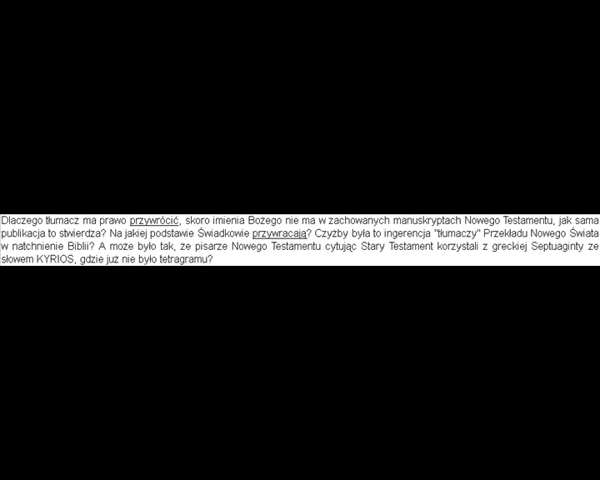 Dlaczego tłumacz ma prawo przywrócić, skoro imienia Bożego nie ma w zachowanych manuskryptach Nowego Testamentu, jak sama
publikacja to stwierdza? Na jakiej podstawie Świadkowie przywracają? Czyżby była to ingerencja "tłumaczy" Przekładu Nowego Świata
w natchnienie Biblii? A może było tak, że pisarze Nowego Testamentu cytując Stary Testament korzystali z greckiej Septuaginty ze
słowem KYRIOS, gdzie już nie było tetragramu?